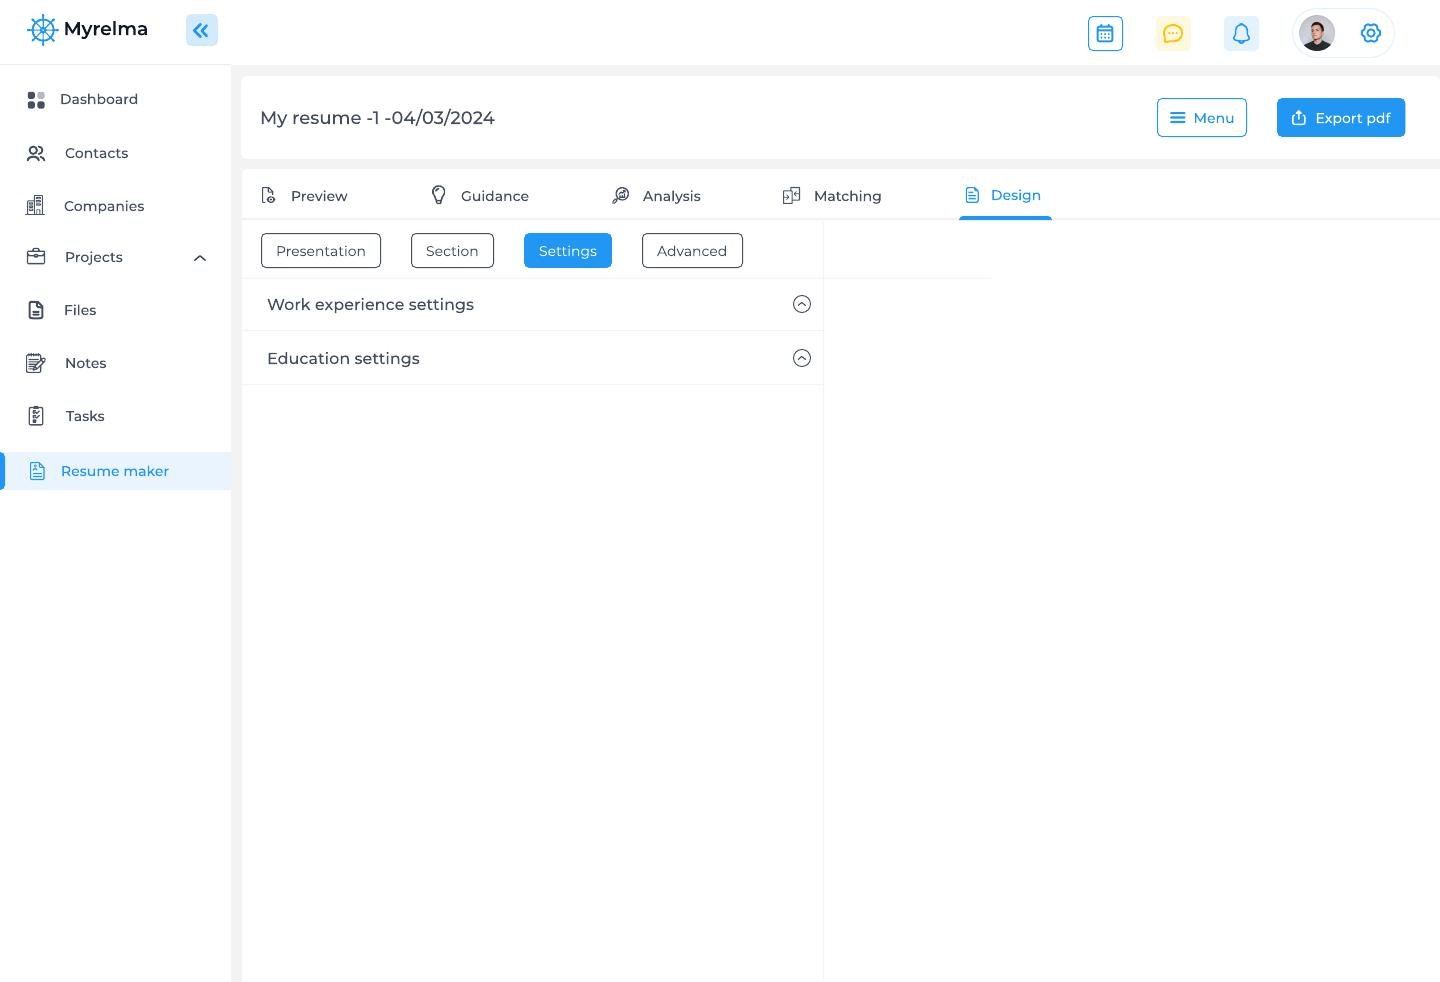 Myrelma
Dashboard
Contacts
Companies
Projects
Files
Notes
Tasks
Resume maker
My resume -1 -04/03/2024
Menu
Export pdf
Preview
Guidance
Analysis
Matching
Design
Presentation
Section
Settings
Advanced
Work experience settings
Education settings